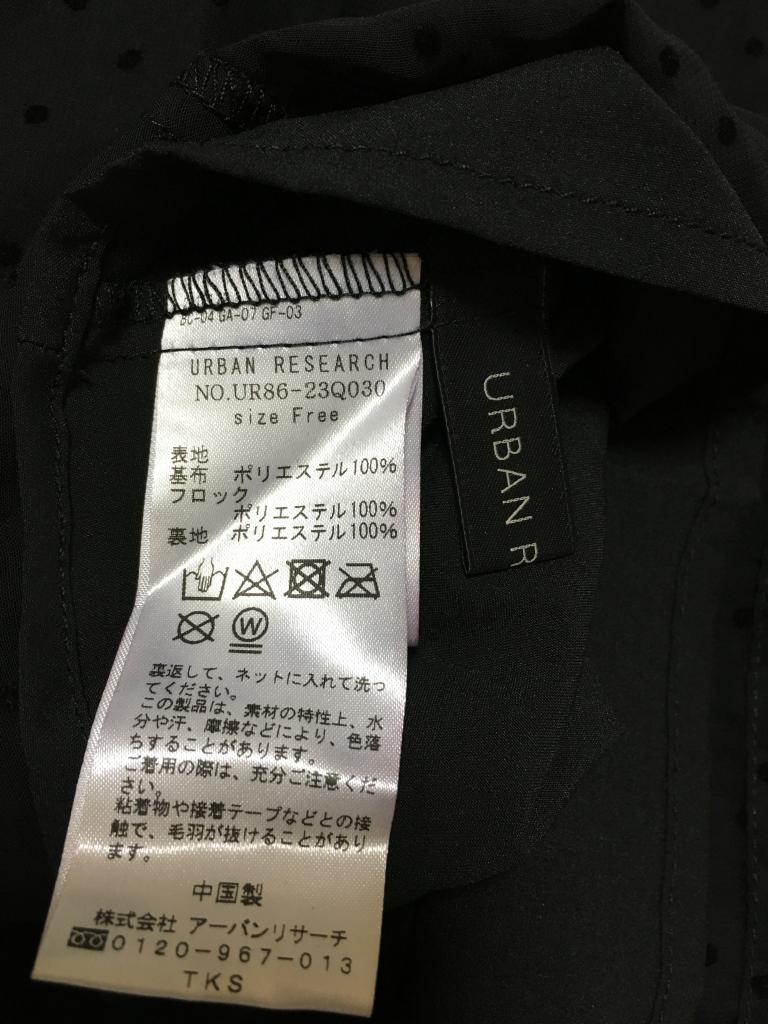 BC-04 GA-07 GF-03
URBAN RESEARCH
NO.UR86-23Q030
size Free
表地
基布 ポリエステル100%
フロック
ポリエステル100%
裏地 ポリエステル100%
W
裏返して、ネットに入れて洗っ
てください。
この製品は、素材の特性上、水
分や汗、摩擦などにより、色落
ちすることがあります。
ご着用の際は、充分ご注意くだ
さい。
粘着物や接着テープなどとの接
触で、毛羽が抜けることがあり
ます。
中国製
株式会社 アーバンリサーチ
0120-967-013
TKS
URBAN R